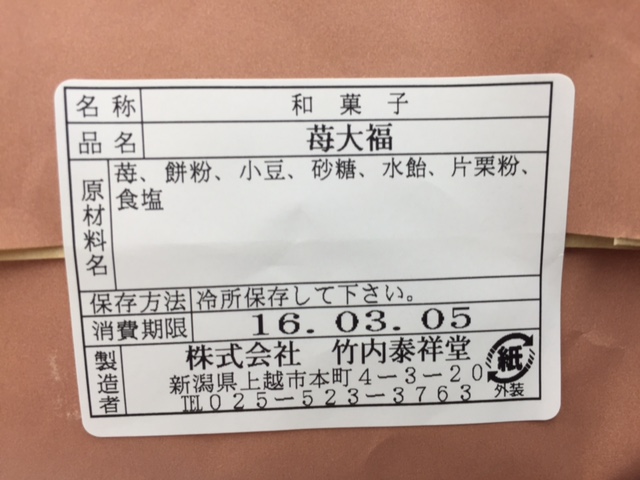 名称 和菓子
品名 苺大福
原材料名 苺、餅粉、小豆、砂糖、水飴、片栗粉、
食塩
保存方法 冷所保存して下さい。
消費期限 16.03.05
製造者 株式会社 竹内泰祥堂
新潟県上越市本町4−3−20
℡025−523−3763
紙
外装